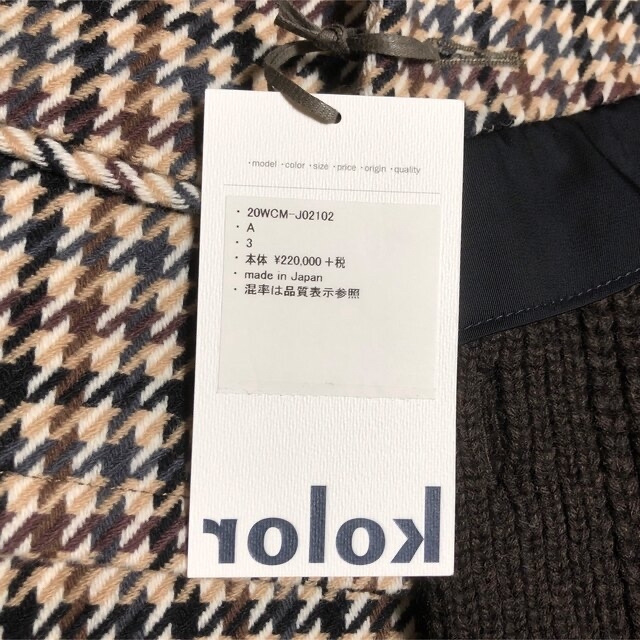 ·model ·color ·size ·price ·origin ·quality
· 20WCM-J02102
· A
· 3
· 本体 ¥220,000 +税
· made in Japan
· 混率は品質表示参照
kolor